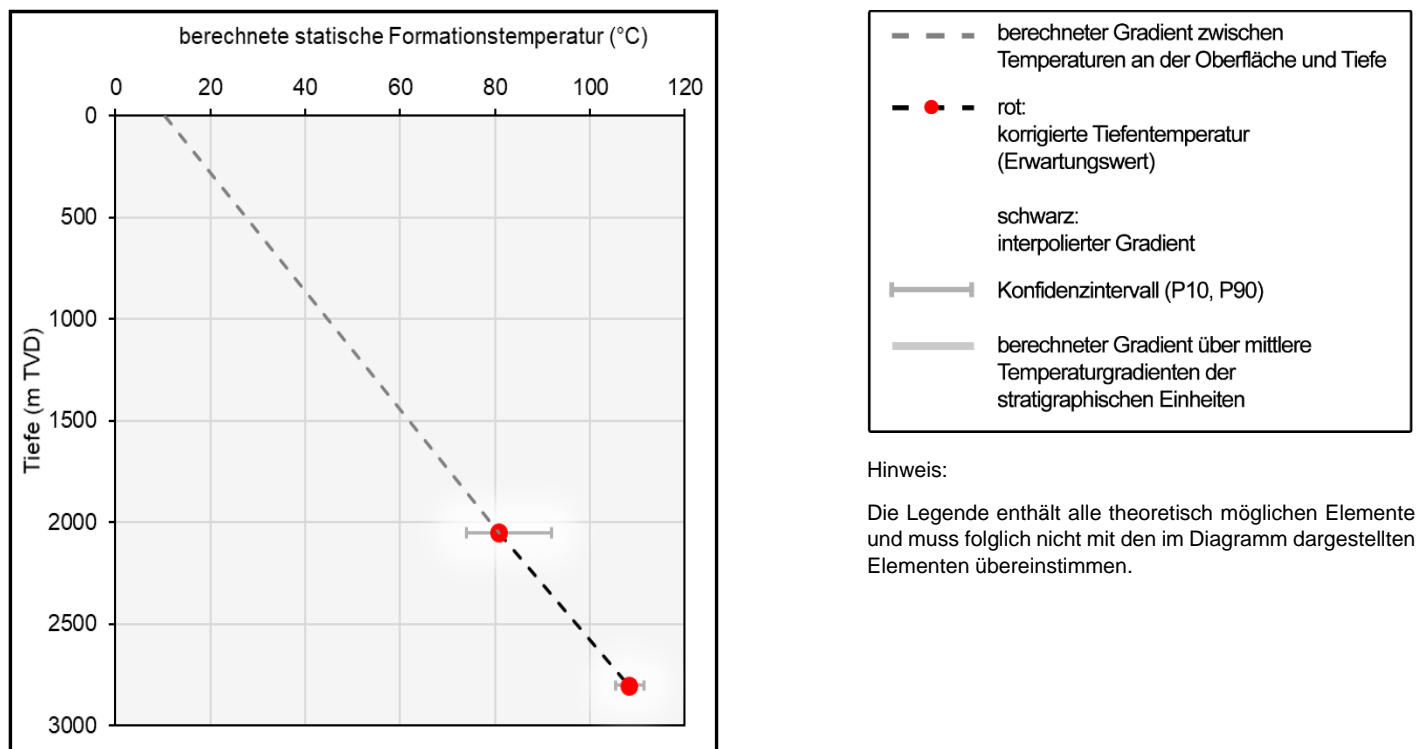 berechnete statische Formationstemperatur (°C)
0 20 40 60 80 100 120
0
500
1000
1500
2000
2500
3000
Tiefe (m TVD)
berechneter Gradient zwischen
Temperaturen an der Oberfläche und Tiefe
rot:
korrigierte Tiefentemperatur
(Erwartungswert)
schwarz:
interpolierter Gradient
Konfidenzintervall (P10, P90)
berechneter Gradient über mittlere
Temperaturgradienten der
stratigraphischen Einheiten
Hinweis:
Die Legende enthält alle theoretisch möglichen Elemente
und muss folglich nicht mit den im Diagramm dargestellten
Elementen übereinstimmen.